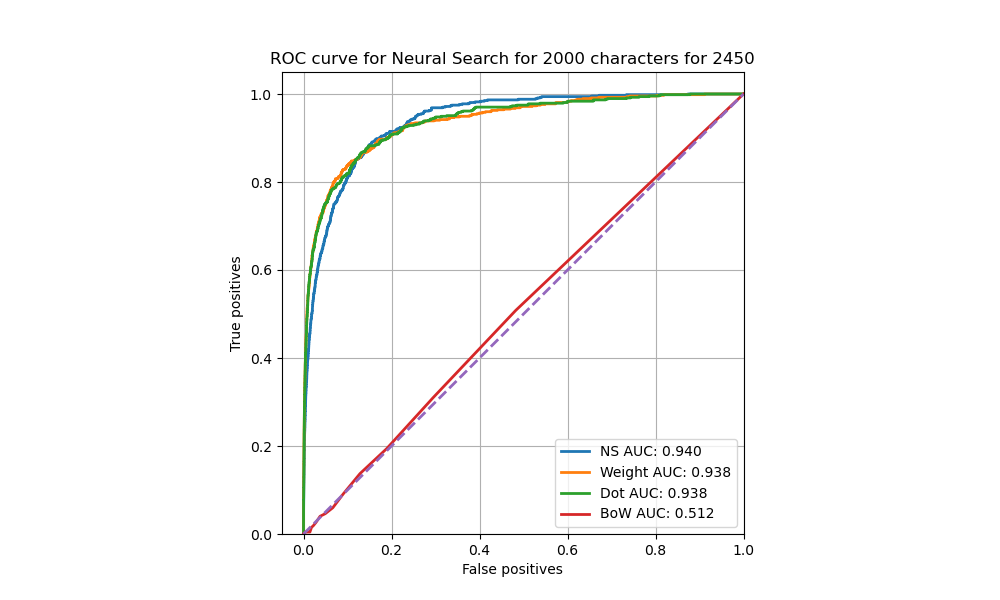 ROC curve for Neural Search for 2000 characters for 2450
1.0
0.8
0.6
0.4
0.2
0.0
True positives
NS AUC: 0.940
Weight AUC: 0.938
Dot AUC: 0.938
BoW AUC: 0.512
0.0 0.2 0.4 0.6 0.8 1.0
False positives